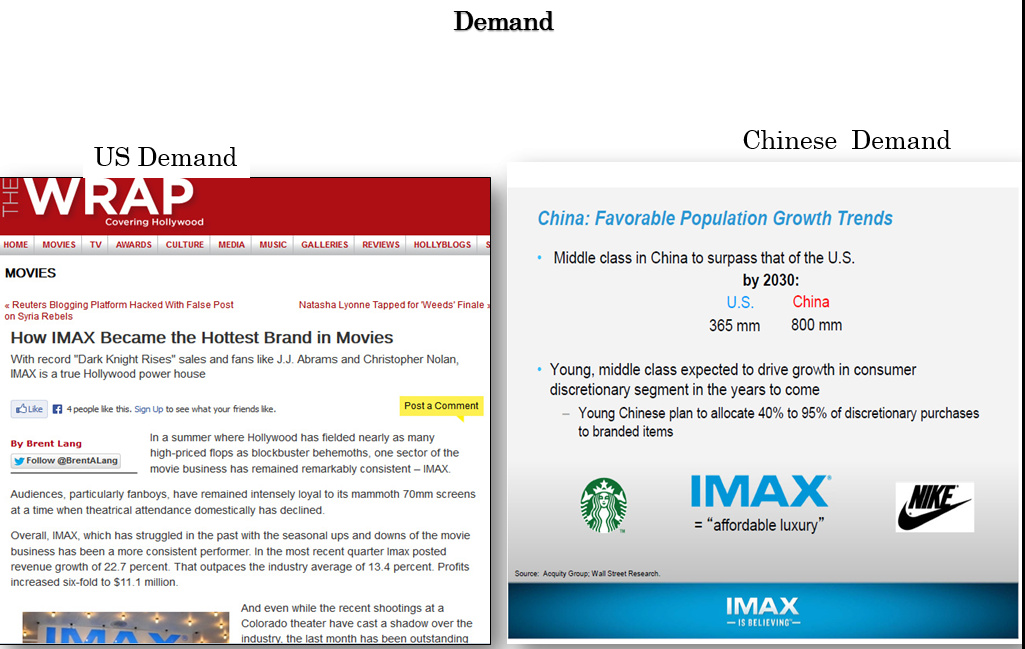 Demand
US Demand
THE WRAP
Covering Hollywood
HOME MOVIES TV AWARDS CULTURE MEDIA MUSIC GALLERIES REVIEWS HOLLYBLOGS S
MOVIES
« Reuters Blogging Platform Hacked With False Post
on Syria Rebels
Natasha Lyonne Tapped for 'Weeds' Finale »
How IMAX Became the Hottest Brand in Movies
With record "Dark Knight Rises" sales and fans like J.J. Abrams and Christopher Nolan,
IMAX is a true Hollywood power house
Like 4 people like this. Sign Up to see what your friends like.
Post a Comment
By Brent Lang
Follow @BrentALang
In a summer where Hollywood has fielded nearly as many
high-priced flops as blockbuster behemoths, one sector of the
movie business has remained remarkably consistent – IMAX.
Audiences, particularly fanboys, have remained intensely loyal to its mammoth 70mm screens
at a time when theatrical attendance domestically has declined.
Overall, IMAX, which has struggled in the past with the seasonal ups and downs of the movie
business has been a more consistent performer. In the most recent quarter Imax posted
revenue growth of 22.7 percent. That outpaces the industry average of 13.4 percent. Profits
increased six-fold to $11.1 million.
IMAX
And even while the recent shootings at a
Colorado theater have cast a shadow over the
industry, the last month has been outstanding
Chinese Demand
China: Favorable Population Growth Trends
• Middle class in China to surpass that of the U.S.
by 2030:
U.S. China
365 mm 800 mm
• Young, middle class expected to drive growth in consumer
discretionary segment in the years to come
– Young Chinese plan to allocate 40% to 95% of discretionary purchases
to branded items
IMAX®
= “affordable luxury”
NIKE
Source: Acquity Group; Wall Street Research.
IMAX
— IS BELIEVING™—